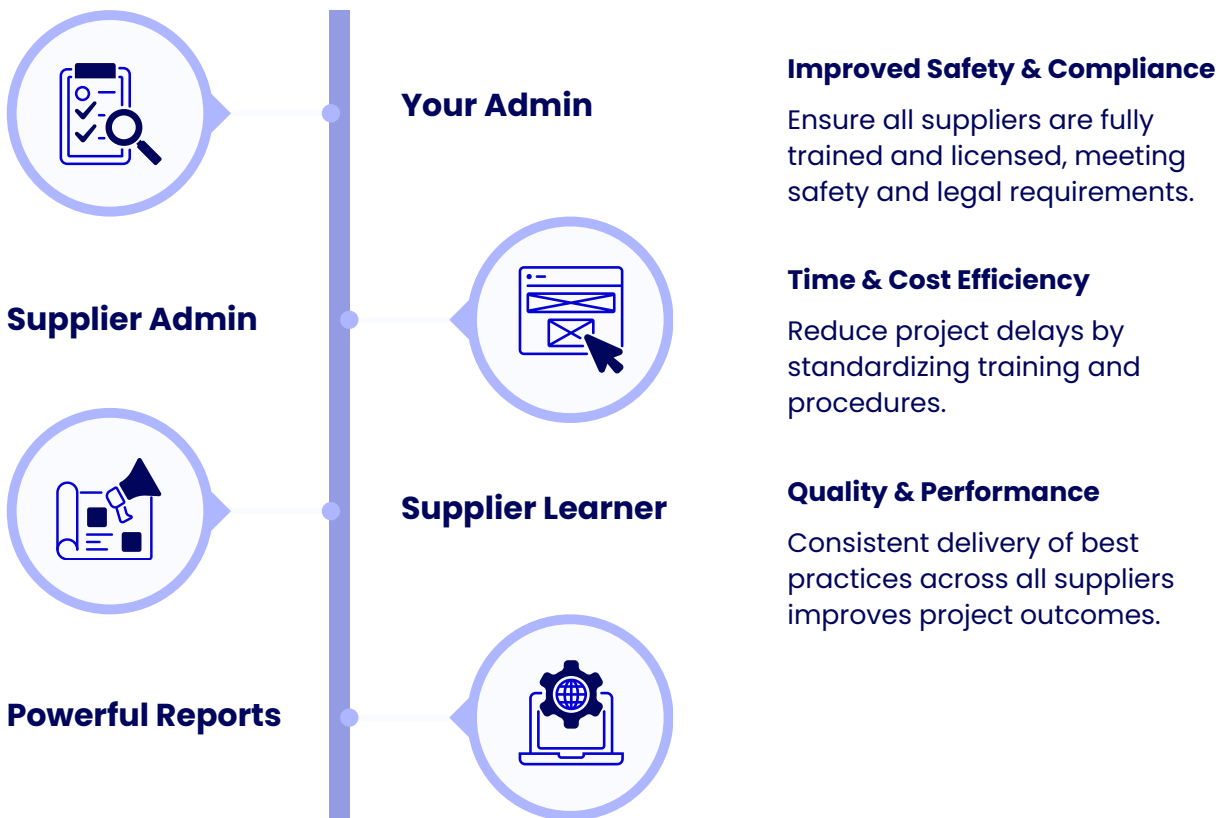 Your Admin
Supplier Admin
Supplier Learner
Powerful Reports
Improved Safety & Compliance
Ensure all suppliers are fully
trained and licensed, meeting
safety and legal requirements.
Time & Cost Efficiency
Reduce project delays by
standardizing training and
procedures.
Quality & Performance
Consistent delivery of best
practices across all suppliers
improves project outcomes.